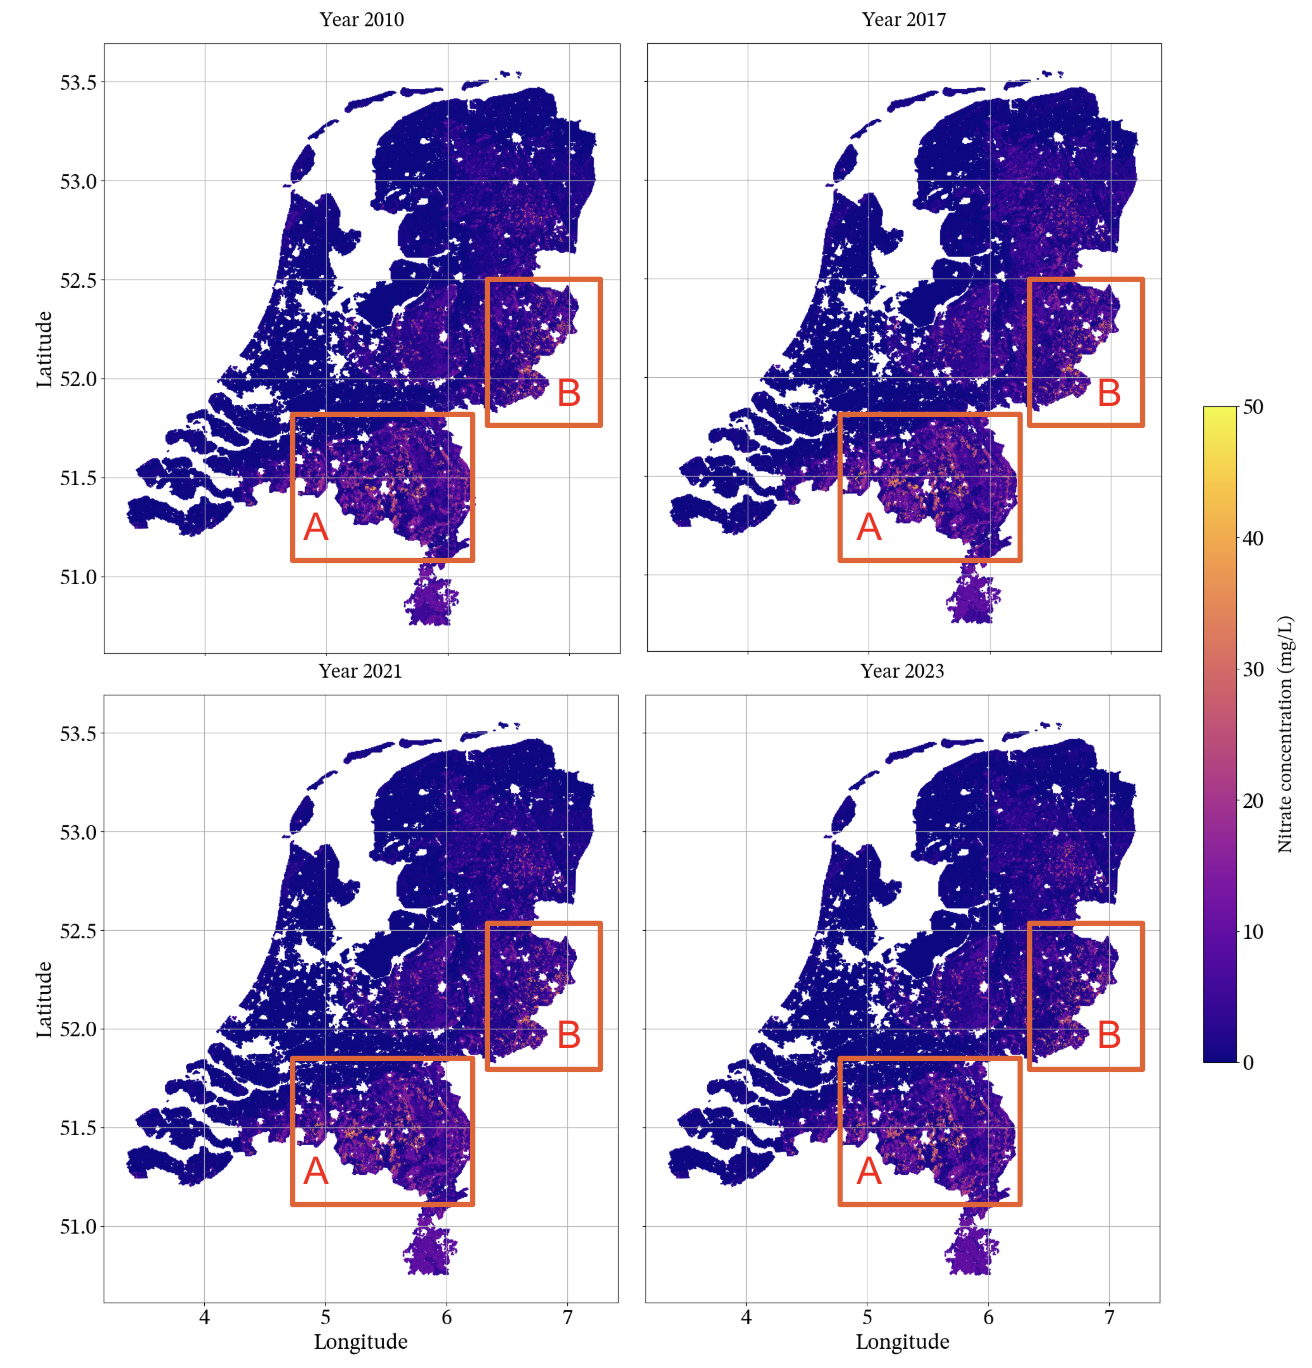 Year 2010
Year 2017
53.5
53.0
52.5
52.0
51.5
51.0
Latitude
B
A
B
A
50
40
30
20
10
0
Nitrate concentration (mg/L)
Year 2021
Year 2023
53.5
53.0
52.5
52.0
51.5
51.0
Latitude
B
A
B
A
4 5 6 7
4 5 6 7
Longitude
Longitude